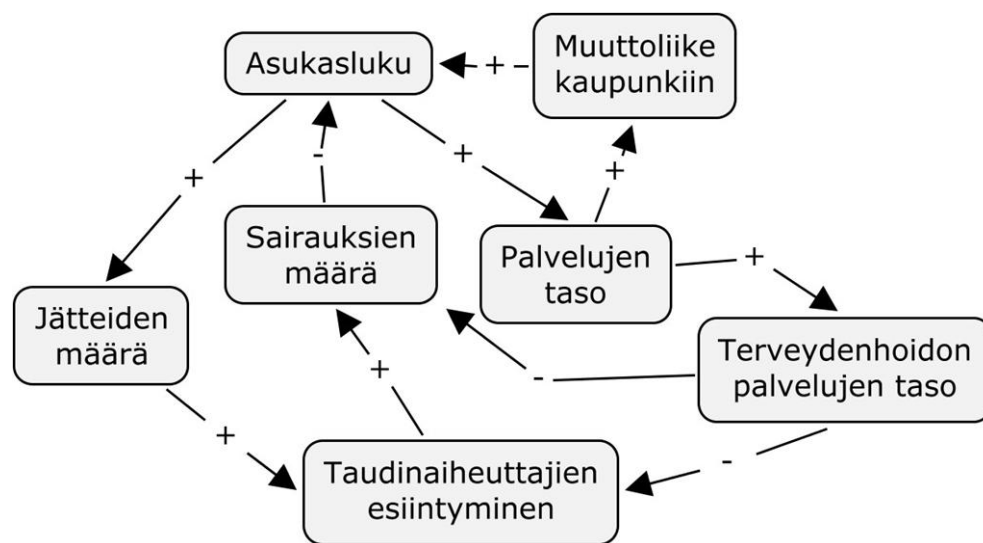 Muuttoliike
kaupunkiin
Asukasluku
+
-
+
+
+
Sairauksien
määrä
Palvelujen
taso
+
Jätteiden
määrä
Terveydenhoidon
palvelujen taso
+
-
+
-
Taudinaiheuttajien
esiintyminen